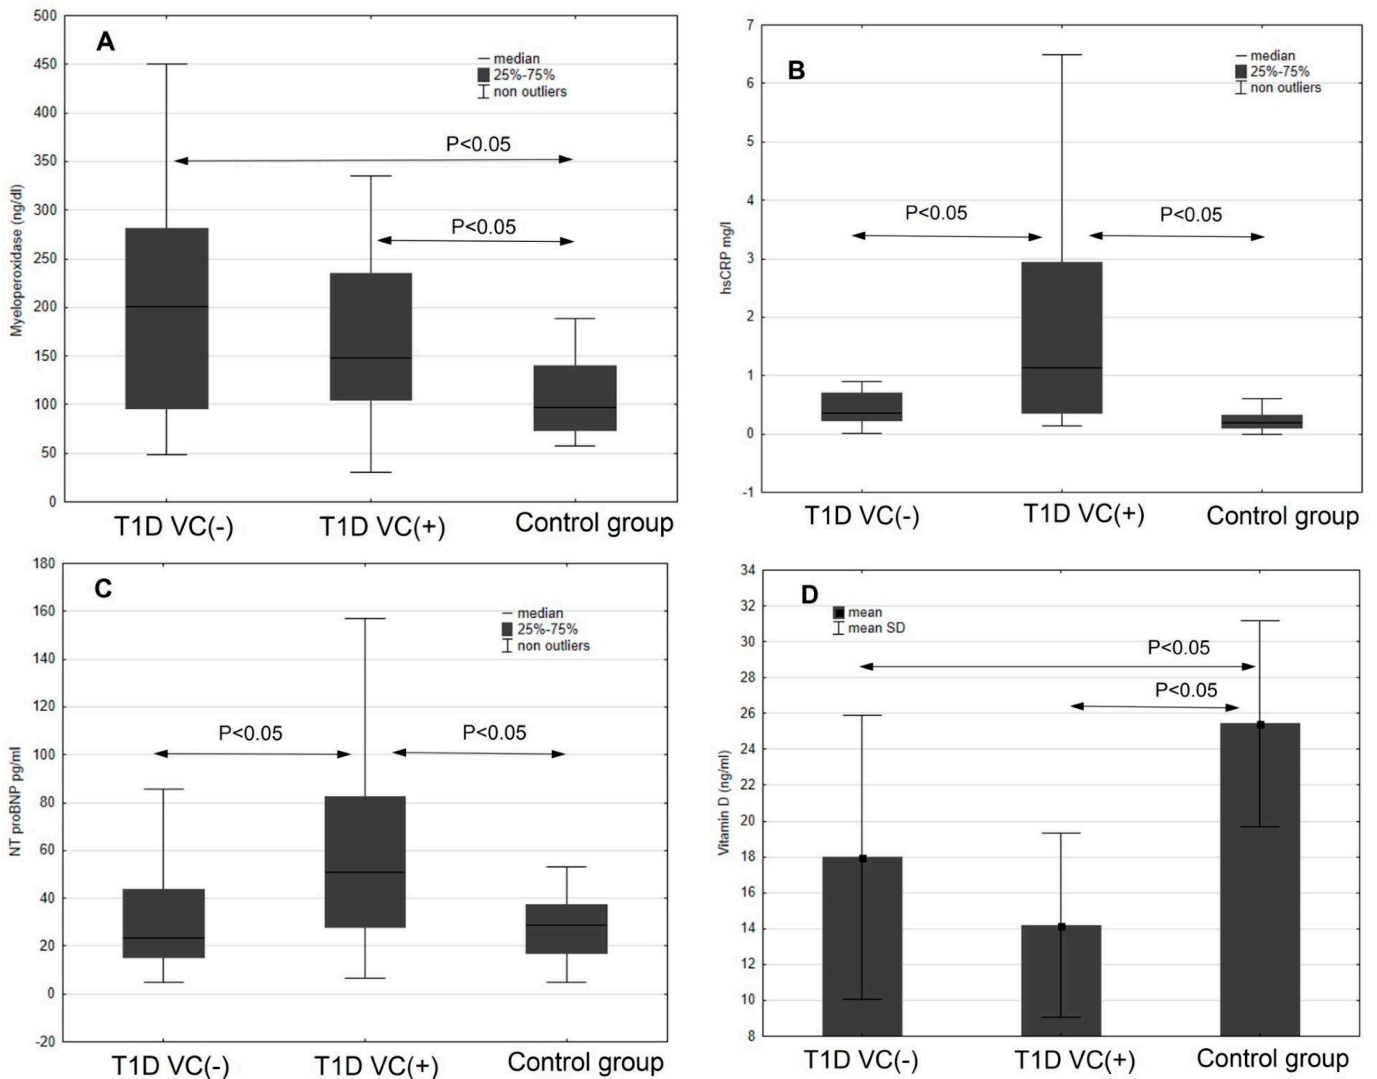 A
500
450
400
350
300
250
200
150
100
50
0
Myeloperoxidase (ng/dl)
median
25%-75%
non outliers
P<0.05
P<0.05
T1D VC(-) T1D VC(+) Control group
B
7
6
5
4
3
2
1
0
-1
hsCRP mg/l
median
25%-75%
non outliers
P<0.05 P<0.05
T1D VC(-) T1D VC(+) Control group
C
180
160
140
120
100
80
60
40
20
0
-20
NT proBNP pg/ml
median
25%-75%
non outliers
P<0.05 P<0.05
T1D VC(-) T1D VC(+) Control group
D
34
32
30
28
26
24
22
20
18
16
14
12
10
8
Vitamin D (ng/ml)
mean
mean SD
P<0.05
P<0.05
T1D VC(-) T1D VC(+) Control group